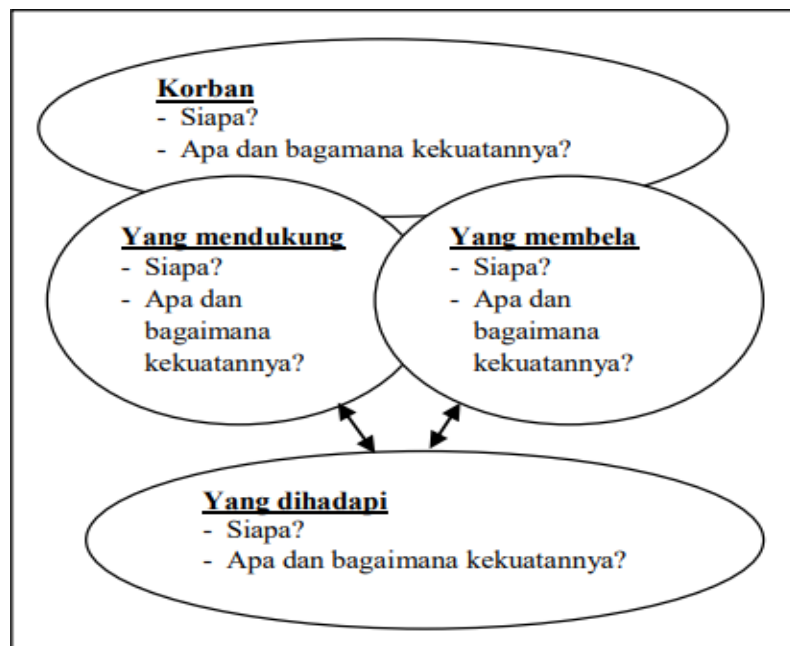 Korban
- Siapa?
- Apa dan bagamana kekuatannya?
Yang mendukung
- Siapa?
- Apa dan
bagaimana
kekuatannya?
Yang membela
- Siapa?
- Apa dan
bagaimana
kekuatannya?
Yang dihadapi
- Siapa?
- Apa dan bagaimana kekuatannya?